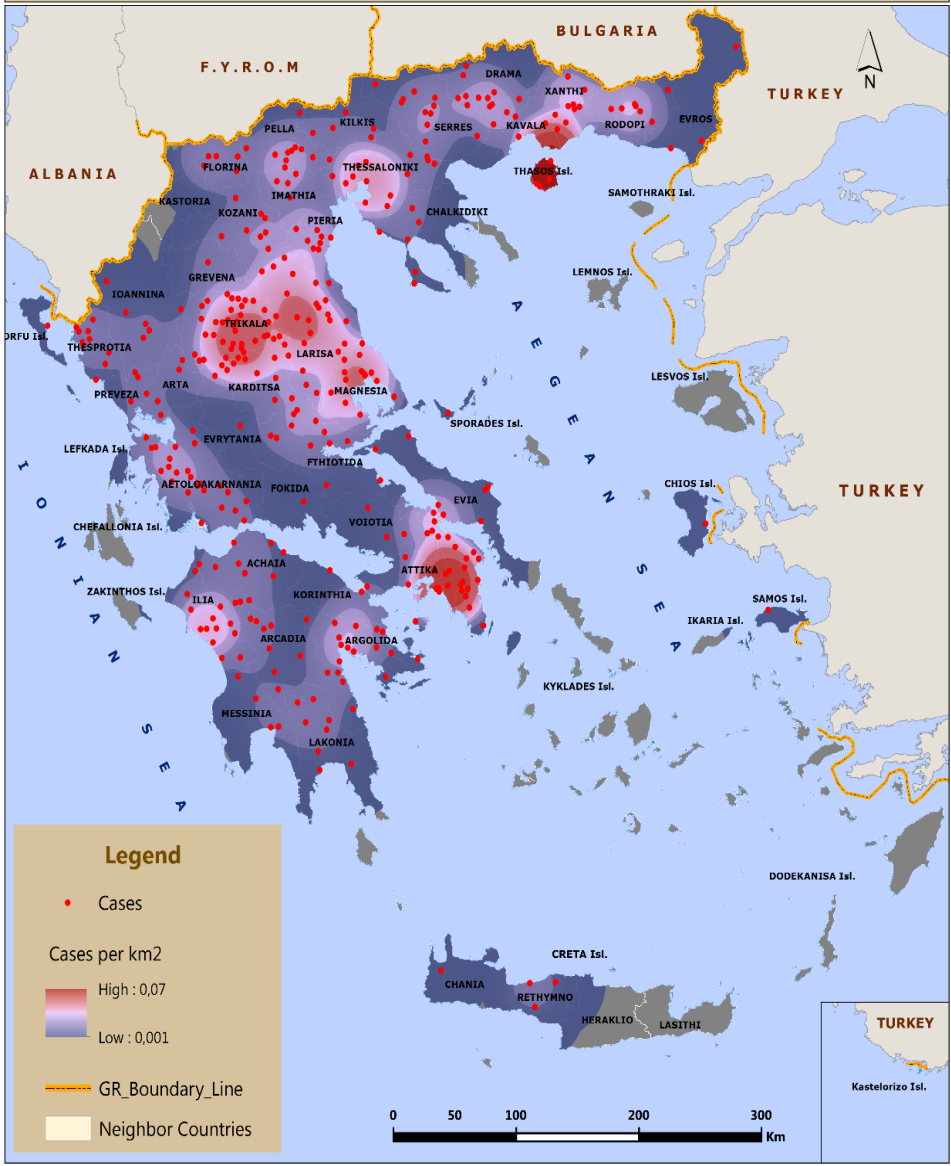 BULGARIA
F.Y.R.O.M
TURKEY
ALBANIA
N
DRAMA
XANTHI
KILKIS
PELLA
SERRES
KAVALA
RODOPI
EVROS
FLORINA
THESSALONIKI
THASOS Isl.
IMATHIA
SAMOTHRAKI Isl.
KASTORIA
KOZANI
PIERIA
CHALKIDIKI
GREVENA
LEMNOS Isl.
IOANNINA
AEGEAN SEA
TRIKALA
ORFU Isl.
THESPROTIA
LARISA
ARTA
KARDITSA
MAGNESIA
LESVOS Isl.
PREVEZA
SPORADES Isl.
EVRYTANIA
LEFKADA Isl.
FTHIOTIDA
IONIAN SEA
AETOLOAKARNANIA
FOKIDA
EVIA
CHIOS Isl.
TURKEY
CHEFALLONIA Isl.
VOIOTIA
ACHAIA
ATTIKA
ZAKINTHOS Isl.
ILIA
KORINTHIA
SAMOS Isl.
IKARIA Isl.
ARCADIA
ARGOLIDA
KYKLADES Isl.
MESSINIA
LAKONIA
DODEKANISA Isl.
CRETA Isl.
CHANIA
RETHYMNO
HERAKLIO
LASITHI
Legend
Cases
Cases per km2
High : 0,07
Low : 0,001
GR_Boundary_Line
Neighbor Countries
0 50 100 200 300
Km
TURKEY
Kastelorizo Isl.